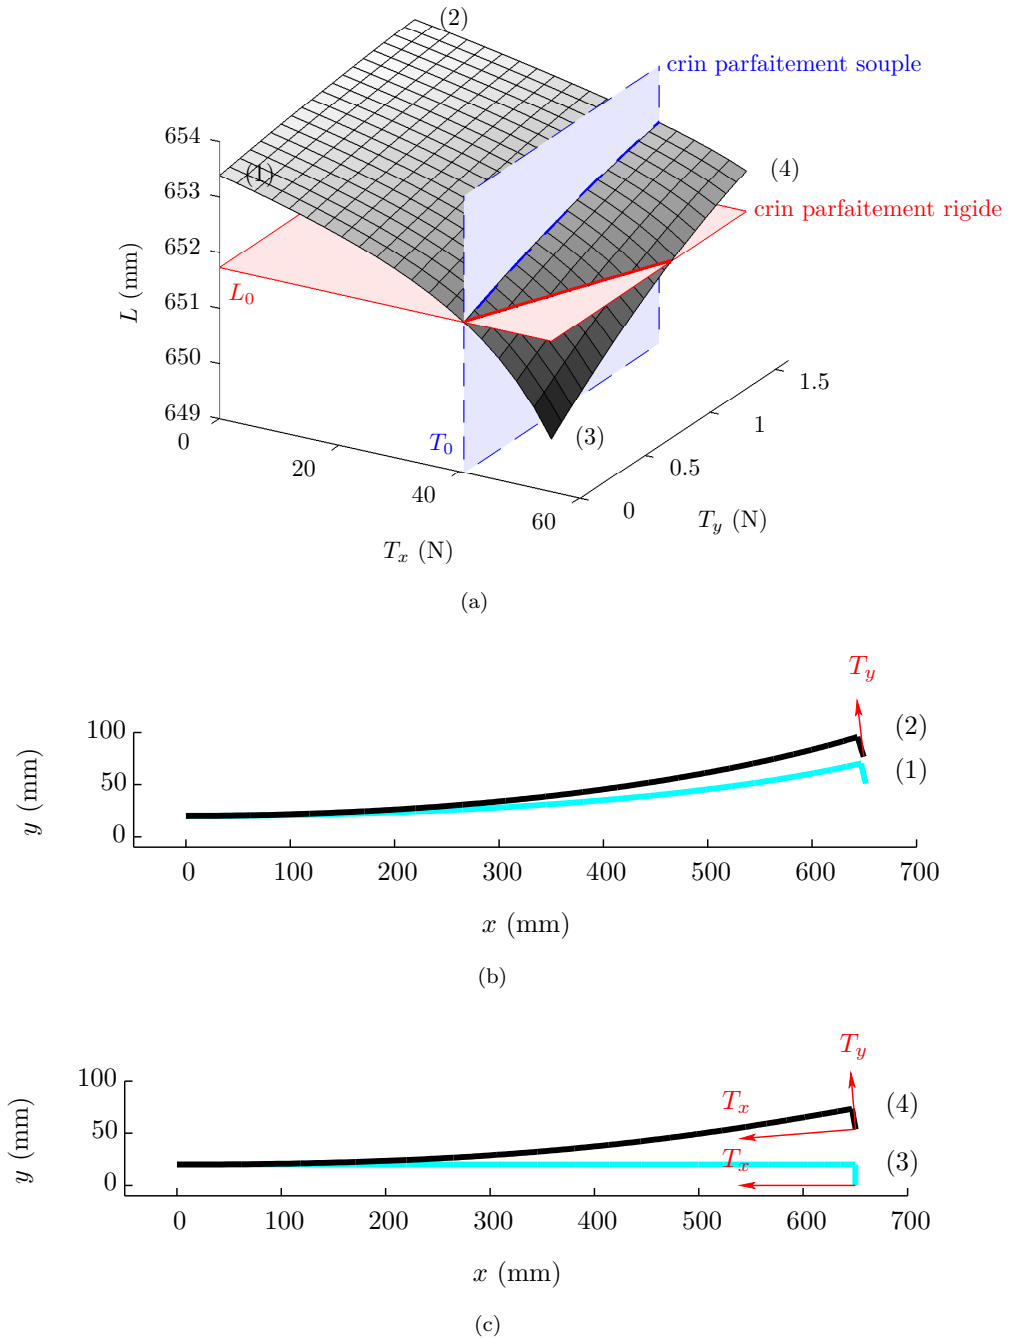 (2)
crin parfaitement souple
654
(1)
(4)
653
crin parfaitement rigide
652
L₀
651
L (mm)
650
649
T₀
(3)
0
20
40
60
0
0.5
1
1.5
Tₓ (N)
T_y (N)
(a)
T_y
(2)
(1)
100
50
0
y (mm)
0 100 200 300 400 500 600 700
x (mm)
(b)
T_y
Tₓ
(4)
Tₓ
(3)
100
50
0
y (mm)
0 100 200 300 400 500 600 700
x (mm)
(c)